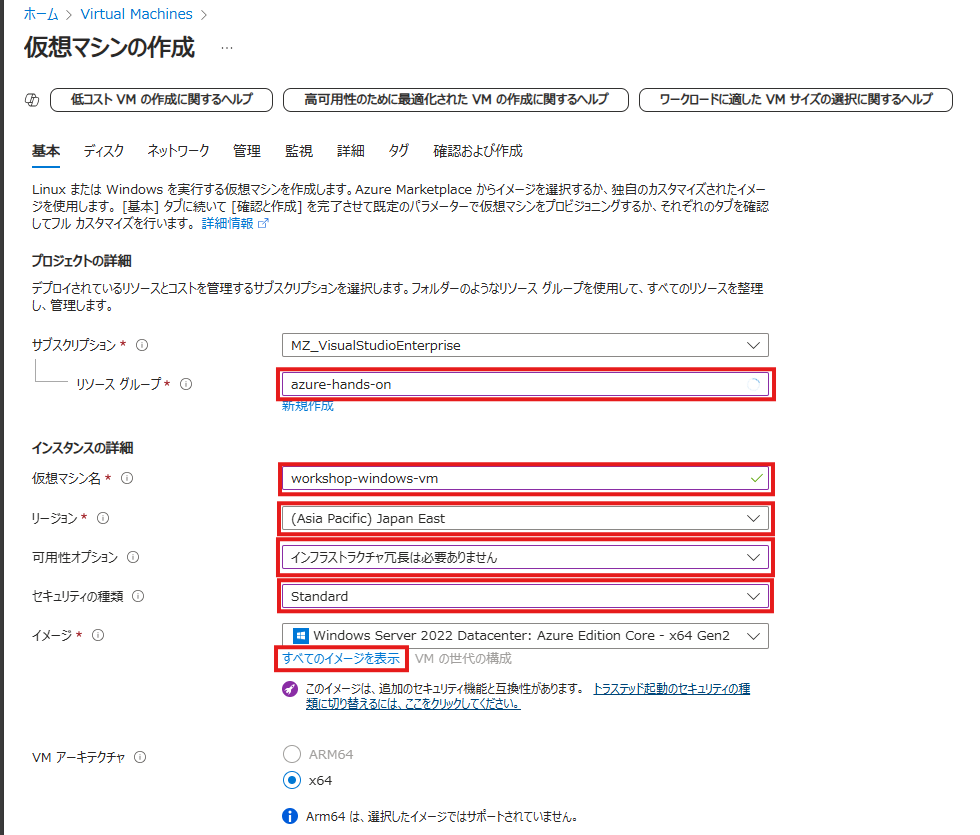 ホーム > Virtual Machines >
仮想マシンの作成 …
低コスト VM の作成に関するヘルプ 高可用性のために最適化された VM の作成に関するヘルプ ワークロードに適した VM サイズの選択に関するヘルプ
基本 ディスク ネットワーク 管理 監視 詳細 タグ 確認および作成
Linux または Windows を実行する仮想マシンを作成します。Azure Marketplace からイメージを選択するか、独自のカスタマイズされたイメー
ジを使用します。 [基本] タブに続いて [確認と作成] を完了させて既定のパラメーターで仮想マシンをプロビジョニングするか、それぞれのタブを確認
してフル カスタマイズを行います。 詳細情報
プロジェクトの詳細
デプロイされているリソースとコストを管理するサブスクリプションを選択します。フォルダーのようなリソース グループを使用して、すべてのリソースを整理
し、管理します。
サブスクリプション * MZ_VisualStudioEnterprise
リソース グループ * azure-hands-on
新規作成
インスタンスの詳細
仮想マシン名 * workshop-windows-vm
リージョン * (Asia Pacific) Japan East
可用性オプション インフラストラクチャ冗長は必要ありません
セキュリティの種類 Standard
イメージ * Windows Server 2022 Datacenter: Azure Edition Core - x64 Gen2
すべてのイメージを表示 VM の世代の構成
このイメージは、追加のセキュリティ機能と互換性があります。 トラステッド起動のセキュリティの種
類に切り替えるには、ここをクリックしてください。
VM アーキテクチャ ARM64
x64
Arm64 は、選択したイメージではサポートされていません。